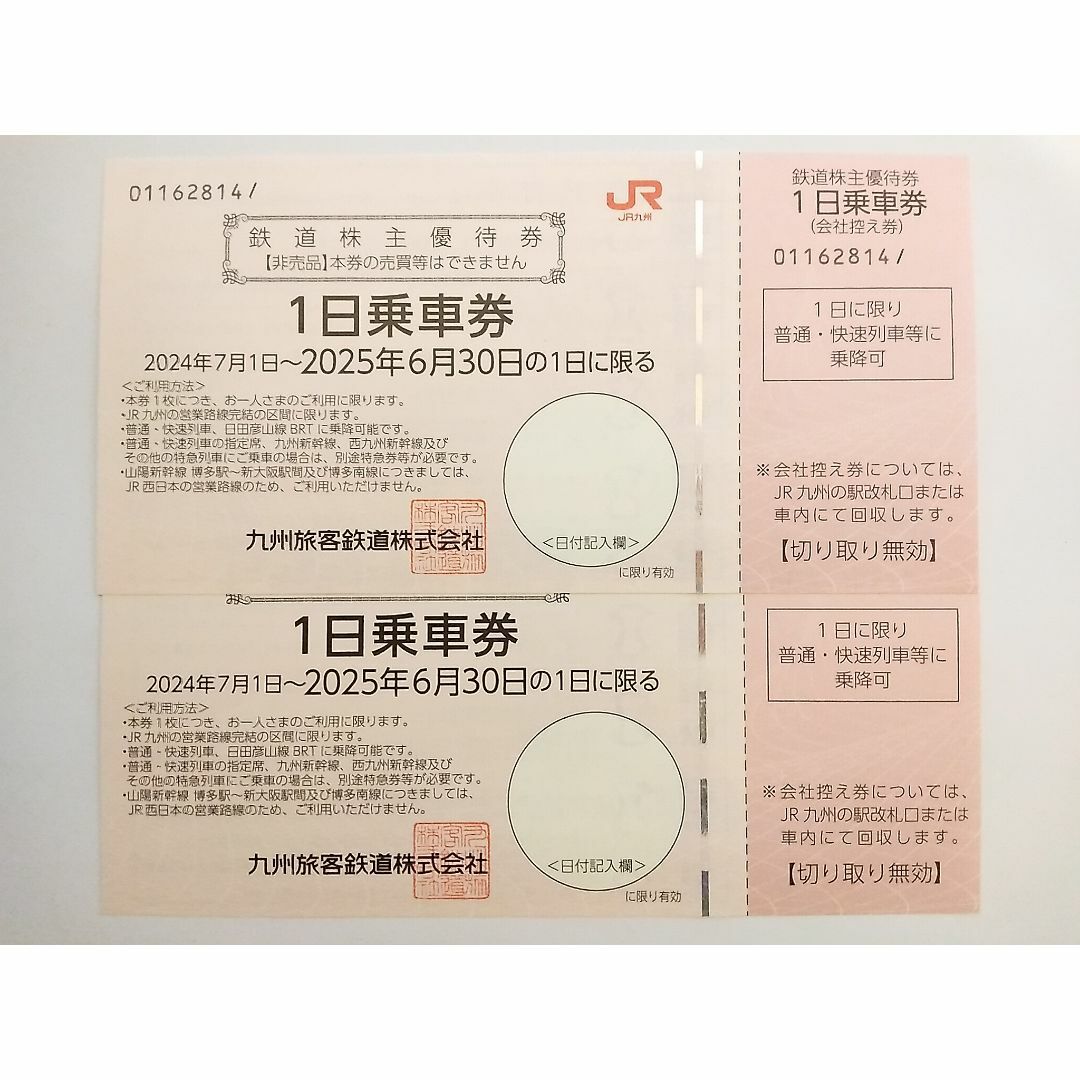 01162814/
JR
JR九州
鉄道株主優待券
【非売品】本券の売買等はできません
1日乗車券
2024年7月1日~2025年6月30日の1日に限る
<ご利用方法>
・本券1枚につき、お一人さまのご利用に限ります。
・JR九州の営業路線完結の区間に限ります。
・普通・快速列車、日田彦山線BRTに乗降可能です。
・普通・快速列車の指定席、九州新幹線、西九州新幹線及び
その他の特急列車にご乗車の場合は、別途特急券等が必要です。
・山陽新幹線 博多駅~新大阪駅間及び博多南線につきましては、
JR西日本の営業路線のため、ご利用いただけません。
九州旅客鉄道株式会社
<日付記入欄>
に限り有効
鉄道株主優待券
1日乗車券
(会社控え券)
01162814/
1日に限り
普通・快速列車等に
乗降可
※会社控え券については、
JR九州の駅改札口または
車内にて回収します。
【切り取り無効】
1日乗車券
2024年7月1日~2025年6月30日の1日に限る
<ご利用方法>
・本券1枚につき、お一人さまのご利用に限ります。
・JR九州の営業路線完結の区間に限ります。
・普通・快速列車、日田彦山線BRTに乗降可能です。
・普通・快速列車の指定席、九州新幹線、西九州新幹線及び
その他の特急列車にご乗車の場合は、別途特急券等が必要です。
・山陽新幹線 博多駅~新大阪駅間及び博多南線につきましては、
JR西日本の営業路線のため、ご利用いただけません。
九州旅客鉄道株式会社
<日付記入欄>
に限り有効
1日に限り
普通・快速列車等に
乗降可
※会社控え券については、
JR九州の駅改札口または
車内にて回収します。
【切り取り無効】